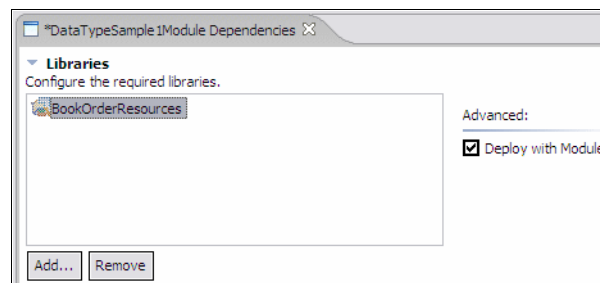 *DataTypeSample1Module Dependencies
Libraries
Configure the required libraries.
BookOrderResources
Advanced:
Deploy with Module
Add...
Remove